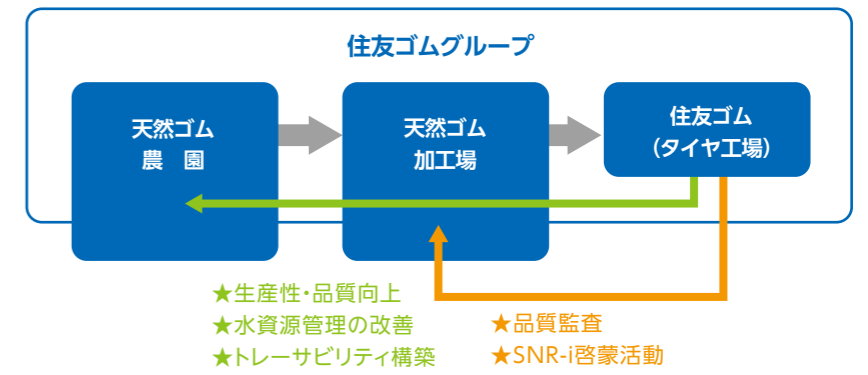 住友ゴムグループ
天然ゴム
農　園
天然ゴム
加工場
住友ゴム
（タイヤ工場）
★生産性・品質向上
★水資源管理の改善
★トレーサビリティ構築
★品質監査
★SNR-i啓蒙活動